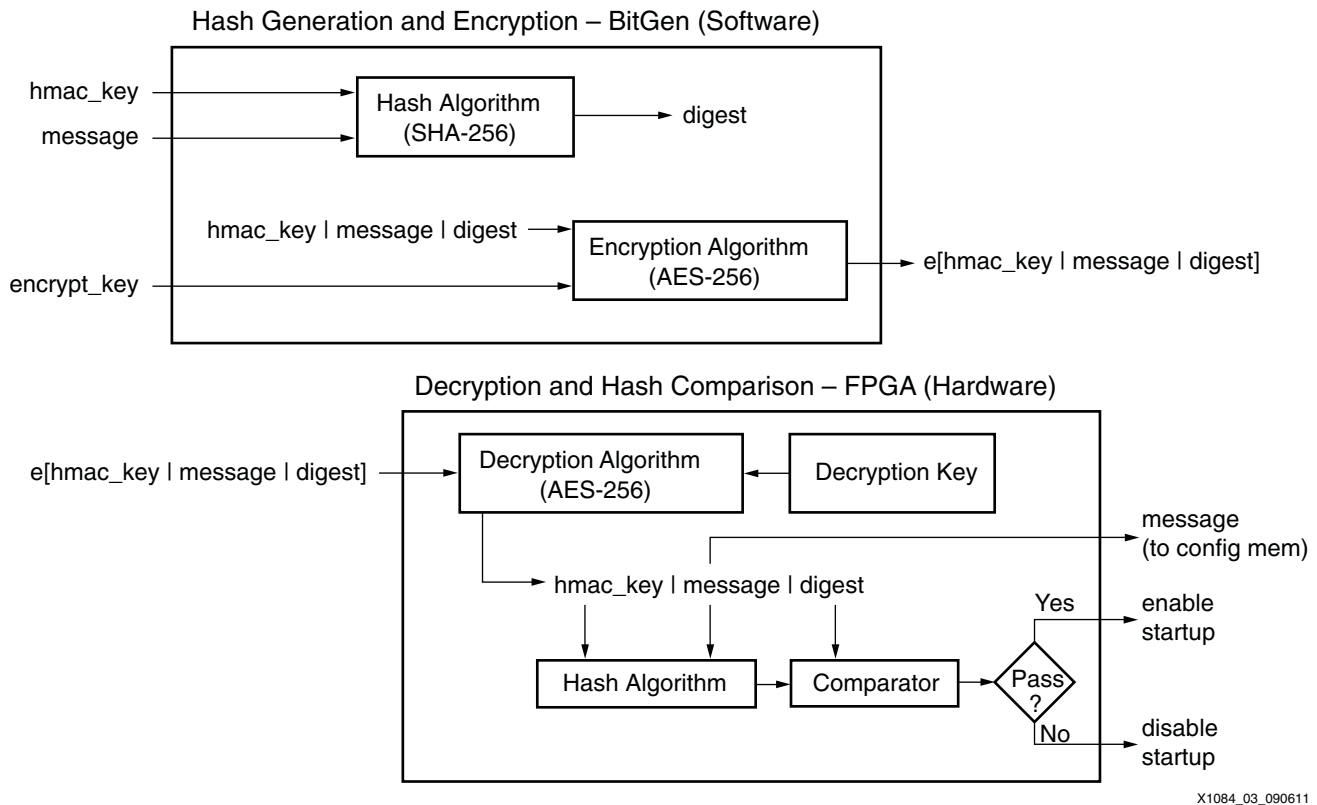 Hash Generation and Encryption – BitGen (Software)
hmac_key
message
Hash Algorithm
(SHA-256)
digest
hmac_key | message | digest
encrypt_key
Encryption Algorithm
(AES-256)
e[hmac_key | message | digest]
Decryption and Hash Comparison – FPGA (Hardware)
e[hmac_key | message | digest]
Decryption Algorithm
(AES-256)
Decryption Key
message
(to config mem)
hmac_key | message | digest
Hash Algorithm
Comparator
Pass
?
Yes
enable
startup
No
disable
startup
X1084_03_090611